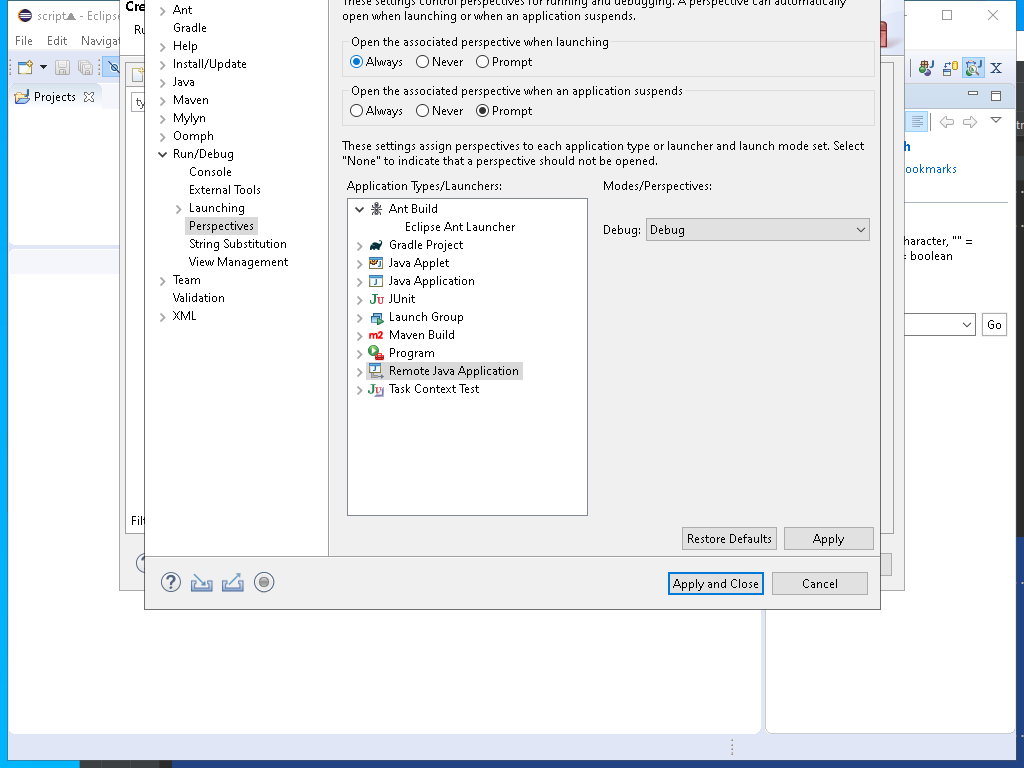 script▲ - Eclipse
File Edit Navigat
Projects
Cre
Ru
ty
Filt
Ant
Gradle
Help
Install/Update
Java
Maven
Mylyn
Oomph
Run/Debug
Console
External Tools
Launching
Perspectives
String Substitution
View Management
Team
Validation
XML
These settings control perspectives for running and debugging. A perspective can automatically
open when launching or when an application suspends.
Open the associated perspective when launching
Always Never Prompt
Open the associated perspective when an application suspends
Always Never Prompt
These settings assign perspectives to each application type or launcher and launch mode set. Select
"None" to indicate that a perspective should not be opened.
Application Types/Launchers:
Modes/Perspectives:
Ant Build
Eclipse Ant Launcher
Gradle Project
Java Applet
Java Application
JUnit
Launch Group
m2 Maven Build
Program
Remote Java Application
Task Context Test
Debug: Debug
Restore Defaults Apply
Apply and Close Cancel
h
ookmarks
haracter, "" =
= boolean
Go